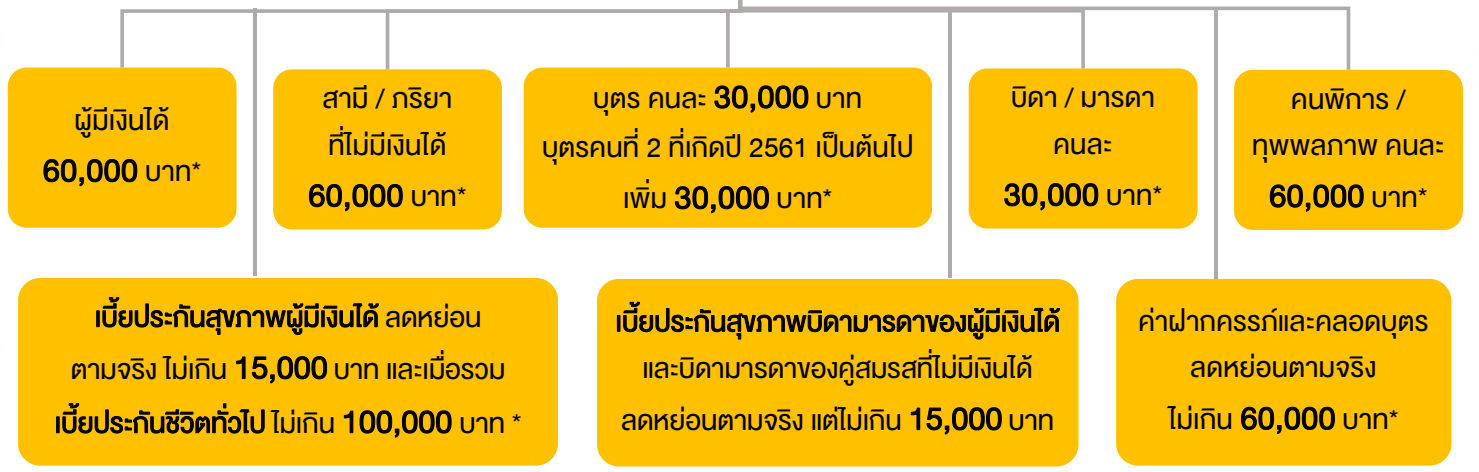 ผู้มีเงินได้
60,000 บาท*
สามี / ภริยา
ที่ไม่มีเงินได้
60,000 บาท*
บุตร คนละ 30,000 บาท
บุตรคนที่ 2 ที่เกิดปี 2561 เป็นต้นไป
เพิ่ม 30,000 บาท*
บิดา / มารดา
คนละ
30,000 บาท*
คนพิการ /
ทุพพลภาพ คนละ
60,000 บาท*
เบี้ยประกันสุขภาพผู้มีเงินได้ ลดหย่อน
ตามจริง ไม่เกิน 15,000 บาท และเมื่อรวม
เบี้ยประกันชีวิตทั่วไป ไม่เกิน 100,000 บาท *
เบี้ยประกันสุขภาพบิดามารดาของผู้มีเงินได้
และบิดามารดาของคู่สมรสที่ไม่มีเงินได้
ลดหย่อนตามจริง แต่ไม่เกิน 15,000 บาท
ค่าฝากครรภ์และคลอดบุตร
ลดหย่อนตามจริง
ไม่เกิน 60,000 บาท*